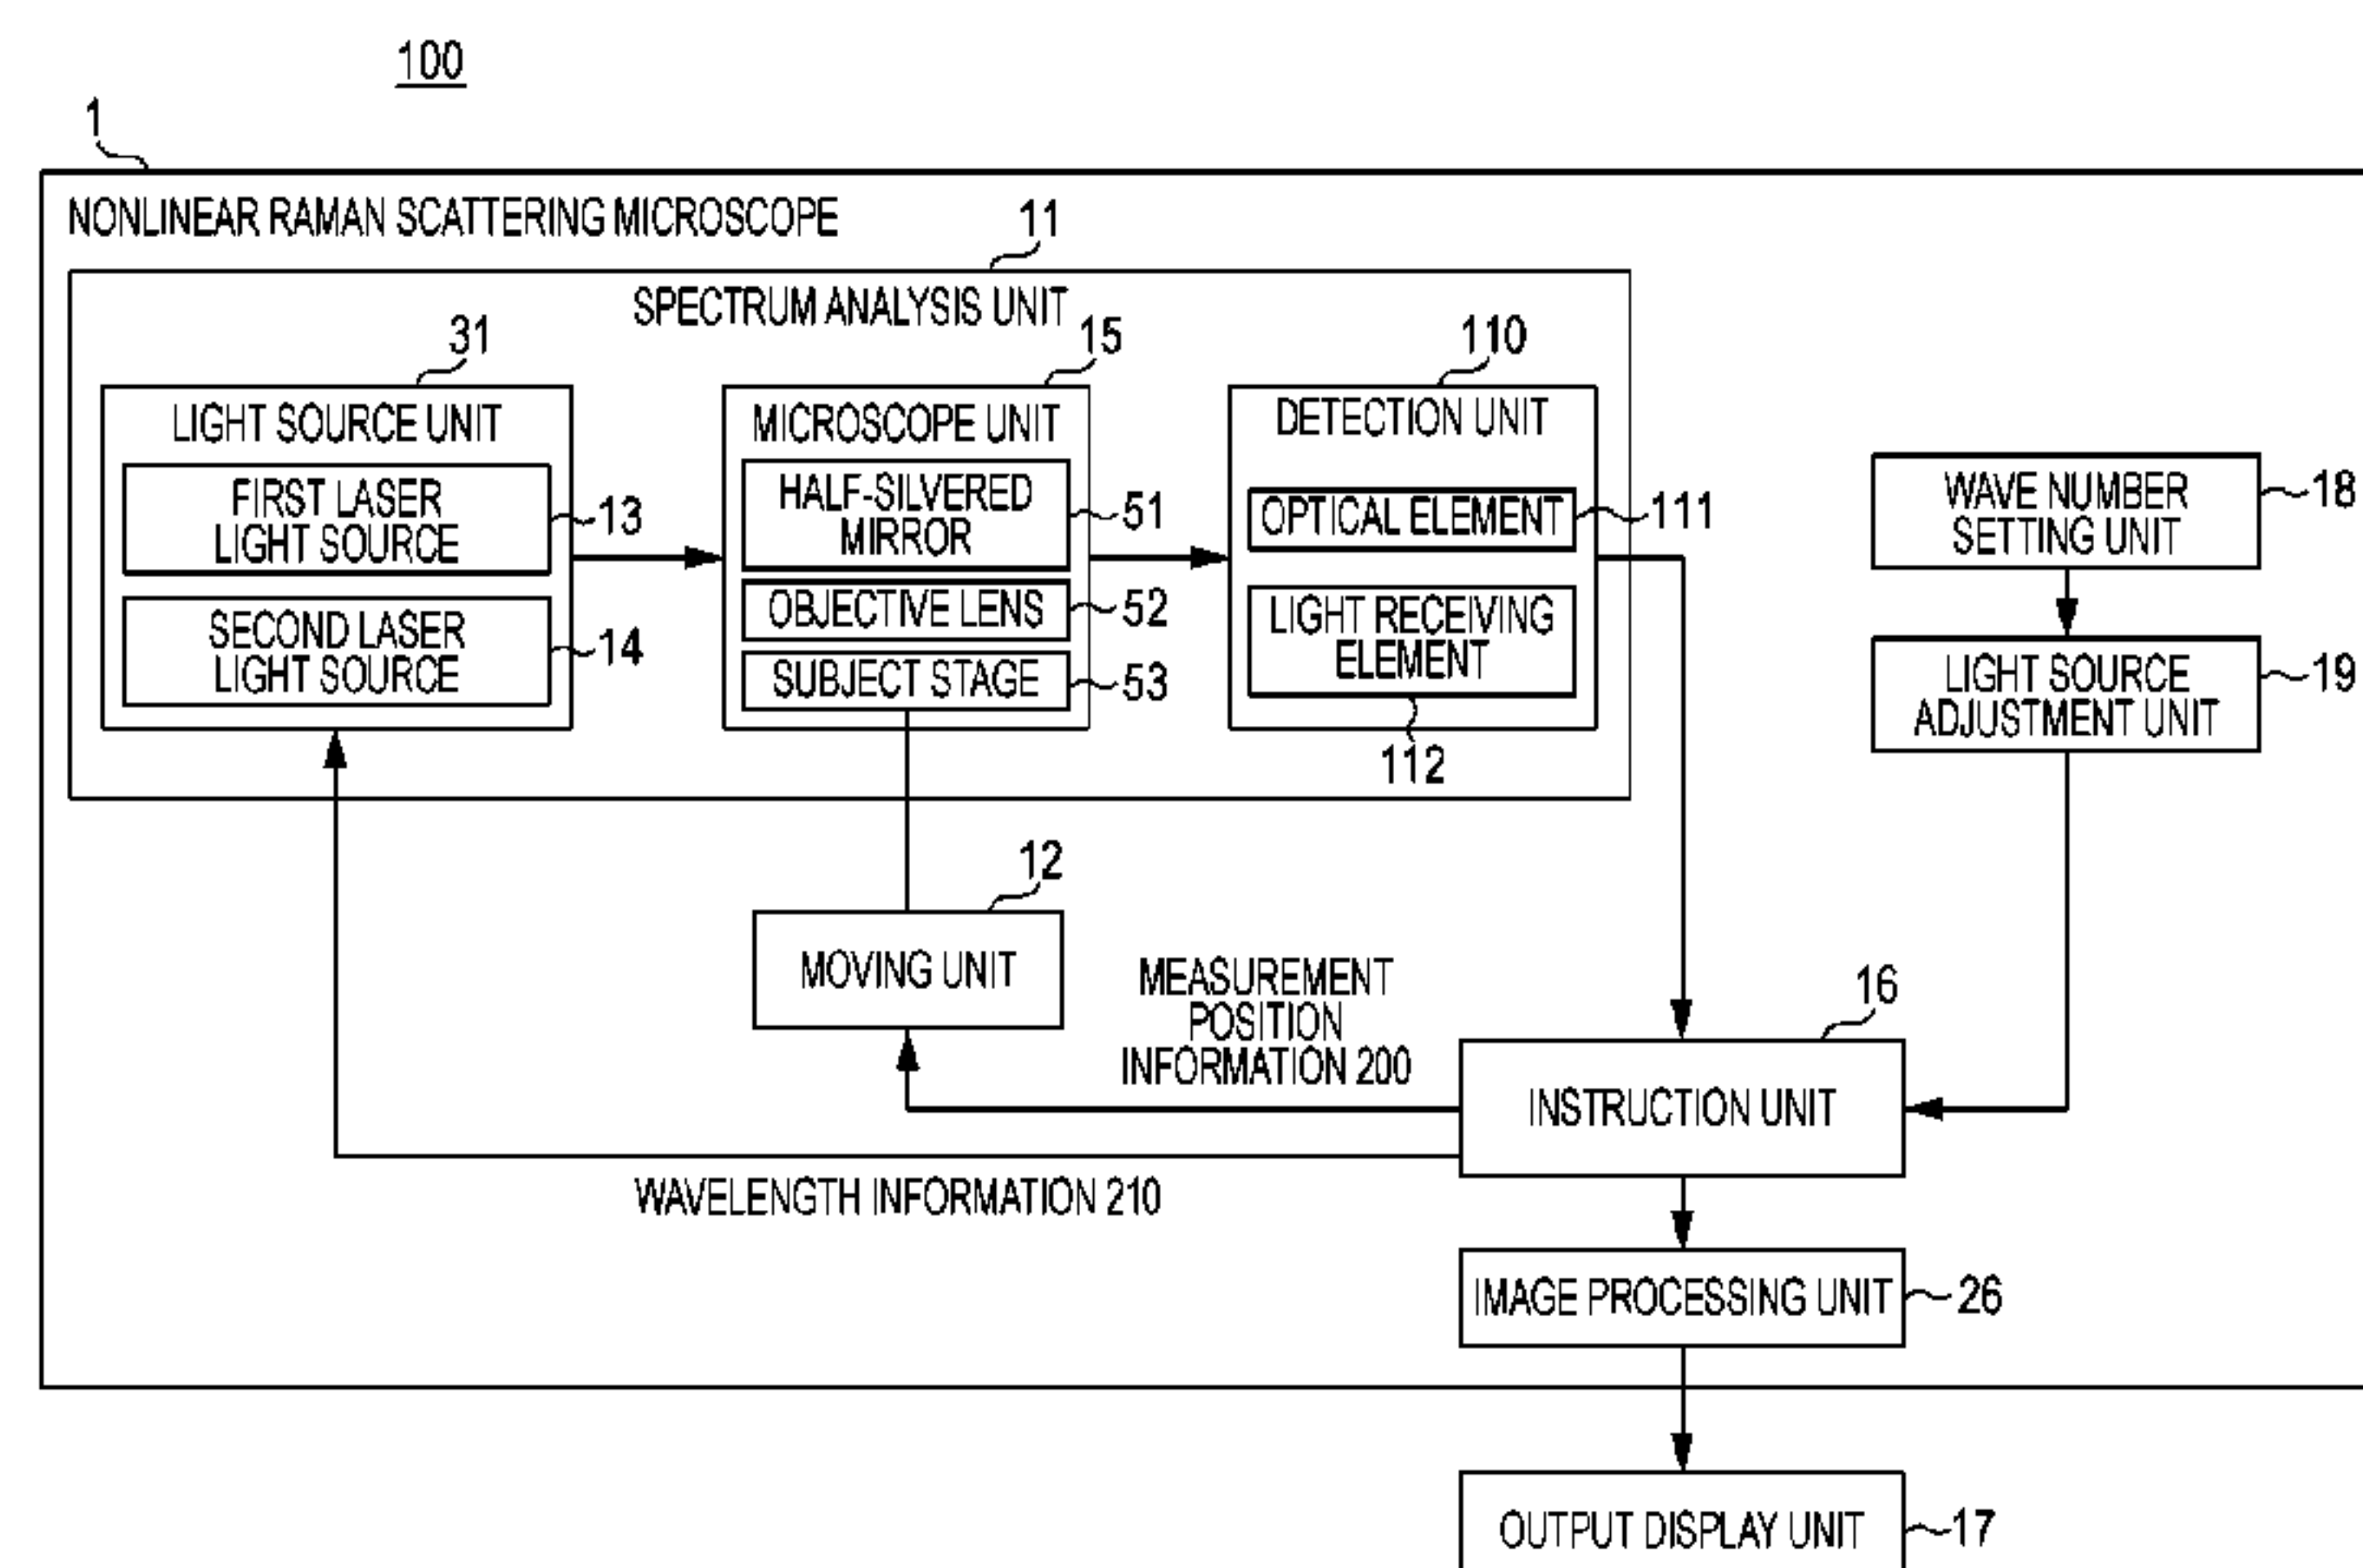 100
1
NONLINEAR RAMAN SCATTERING MICROSCOPE
11
SPECTRUM ANALYSIS UNIT
31
LIGHT SOURCE UNIT
FIRST LASER
LIGHT SOURCE
13
SECOND LASER
LIGHT SOURCE
14
15
MICROSCOPE UNIT
HALF-SILVERED
MIRROR
51
OBJECTIVE LENS
52
SUBJECT STAGE
53
110
DETECTION UNIT
OPTICAL ELEMENT
111
LIGHT RECEIVING
ELEMENT
112
WAVE NUMBER
SETTING UNIT
18
LIGHT SOURCE
ADJUSTMENT UNIT
19
12
MOVING UNIT
MEASUREMENT
POSITION
INFORMATION 200
16
INSTRUCTION UNIT
WAVELENGTH INFORMATION 210
IMAGE PROCESSING UNIT
26
OUTPUT DISPLAY UNIT
17